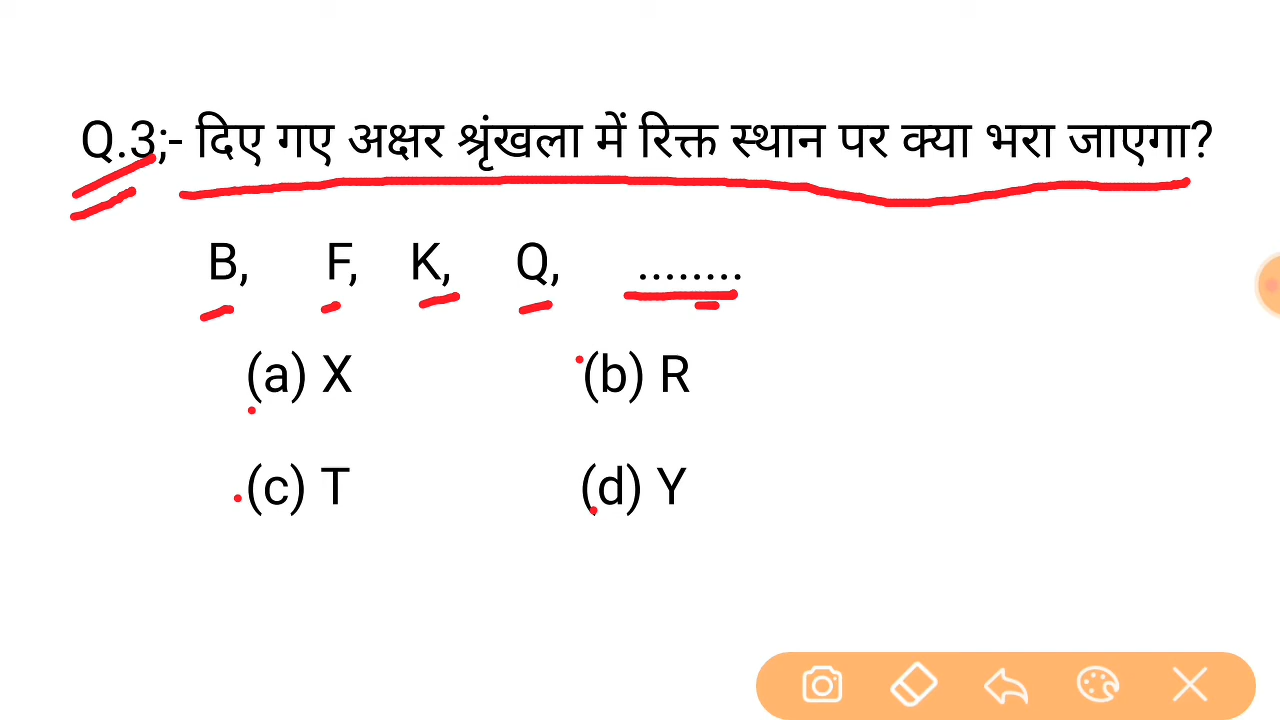 Q.3;- दिए गए अक्षर श्रृंखला में रिक्त स्थान पर क्या भरा जाएगा?
B, F, K, Q, ........
(a) X (b) R
(c) T (d) Y